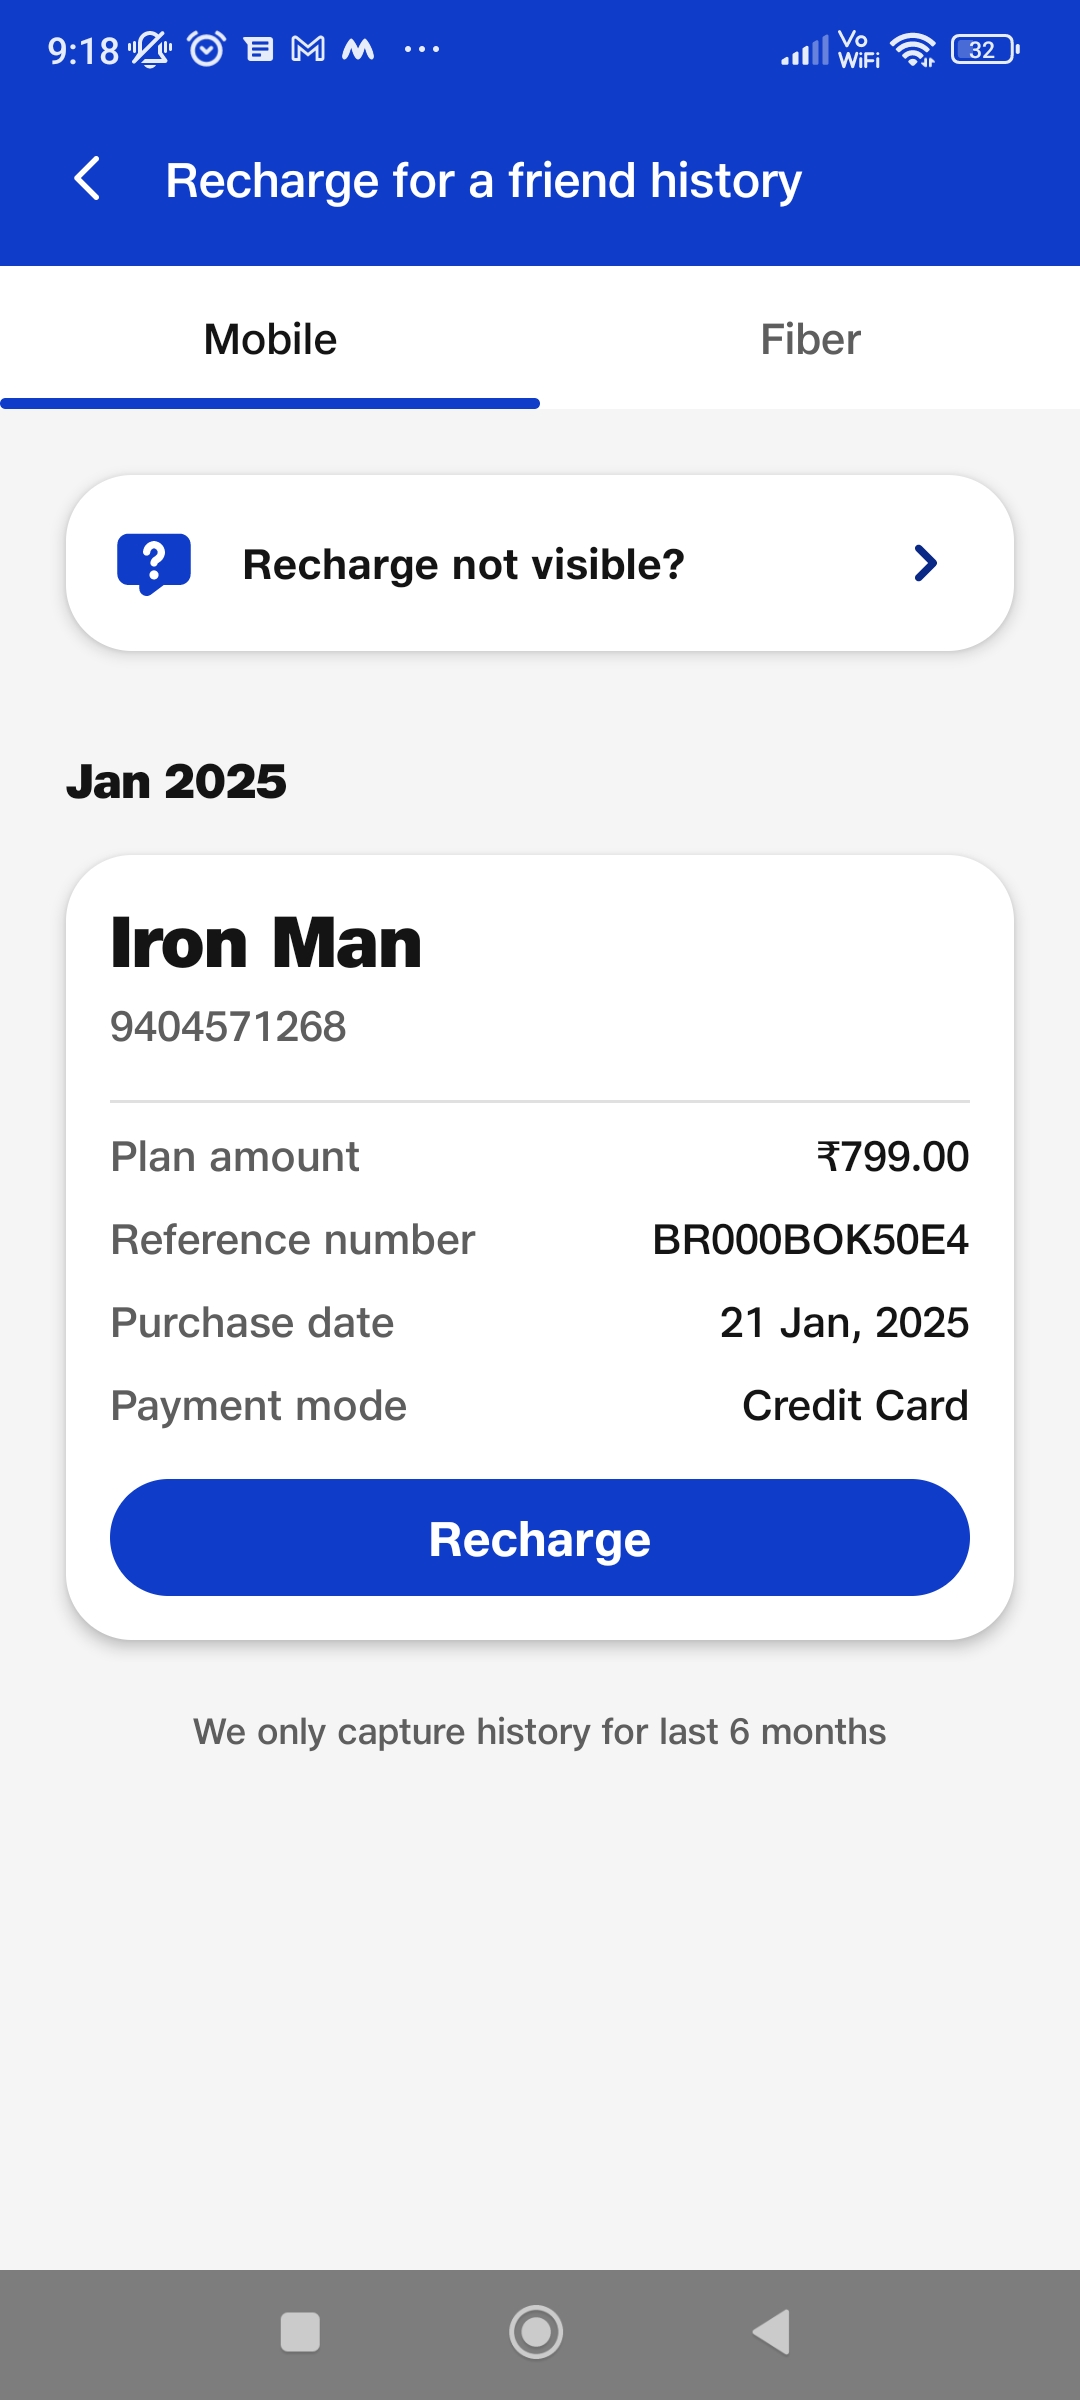 9:18 Vo WiFi 32
Recharge for a friend history
Mobile Fiber
Recharge not visible?
Jan 2025
Iron Man
9404571268
Plan amount ₹799.00
Reference number BR000BOK50E4
Purchase date 21 Jan, 2025
Payment mode Credit Card
Recharge
We only capture history for last 6 months